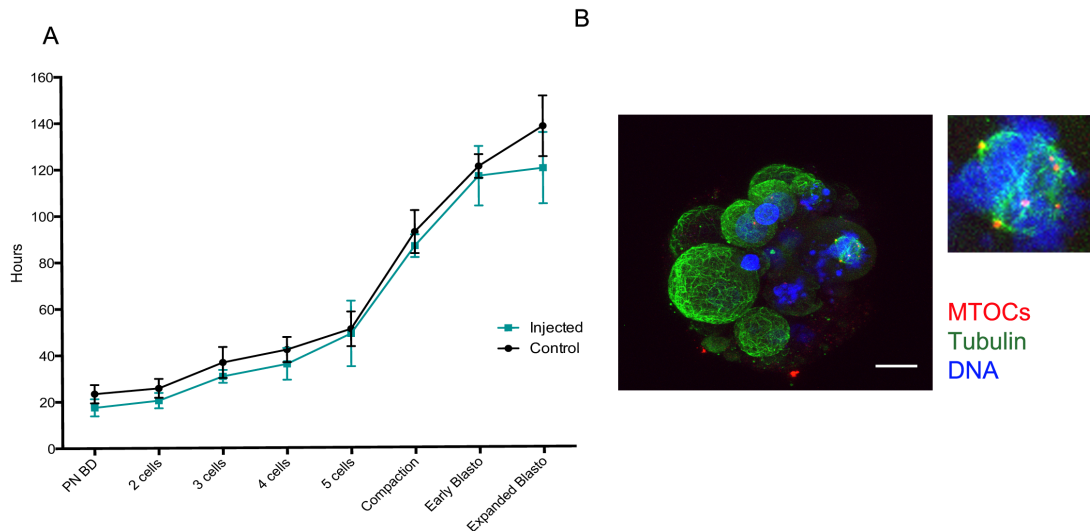 A
B
160
140
120
100
80
60
40
20
0
Hours
Injected
Control
PN BD
2 cells
3 cells
4 cells
5 cells
Compaction
Early Blasto
Expanded Blasto
MTOCs
Tubulin
DNA